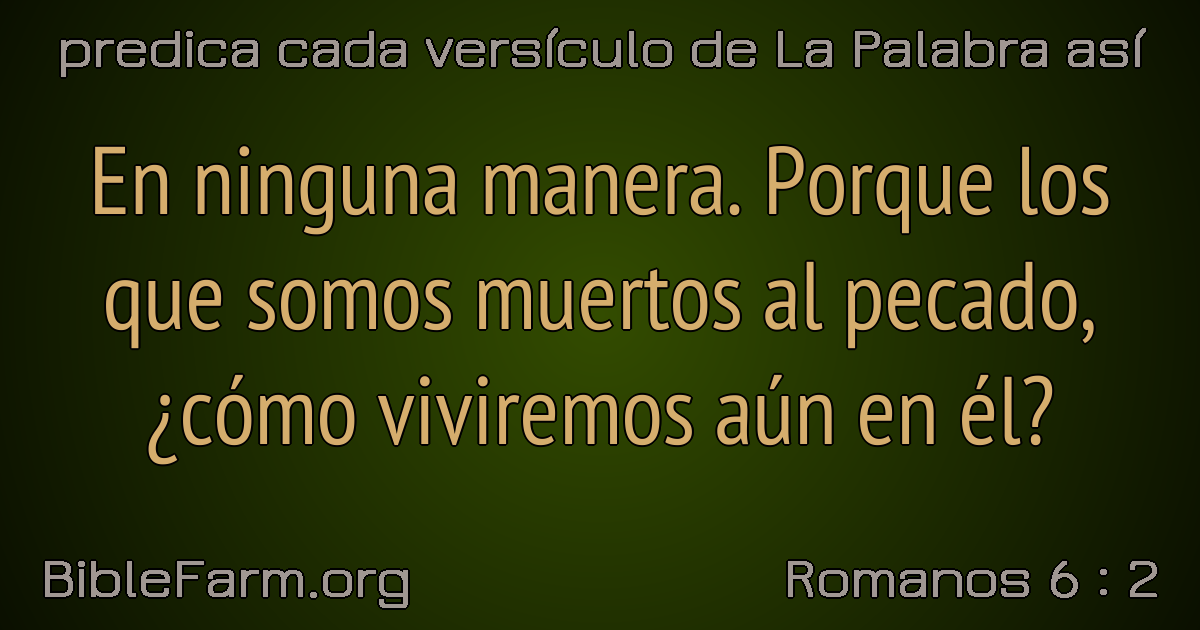 predica cada versículo de La Palabra así
En ninguna manera. Porque los
que somos muertos al pecado,
¿cómo viviremos aún en él?
BibleFarm.org
Romanos 6 : 2